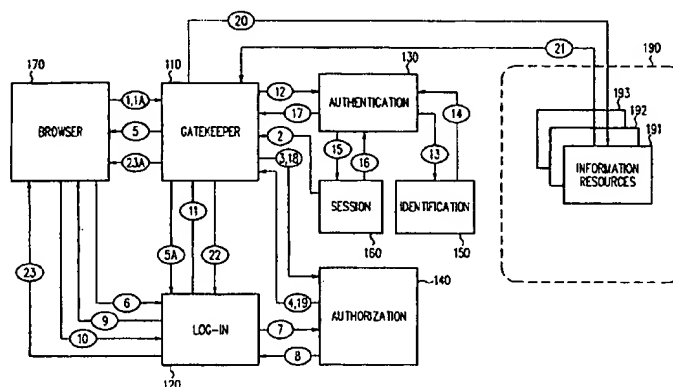 20
21
170
110
130
190
1,1A
12
AUTHENTICATION
14
193
192
191
BROWSER
5
GATEKEEPER
17
2
23A
3,18
15
16
13
INFORMATION
RESOURCES
11
SESSION
IDENTIFICATION
160
150
5A
22
23
6
4,19
140
AUTHORIZATION
9
LOG-IN
7
10
8
120